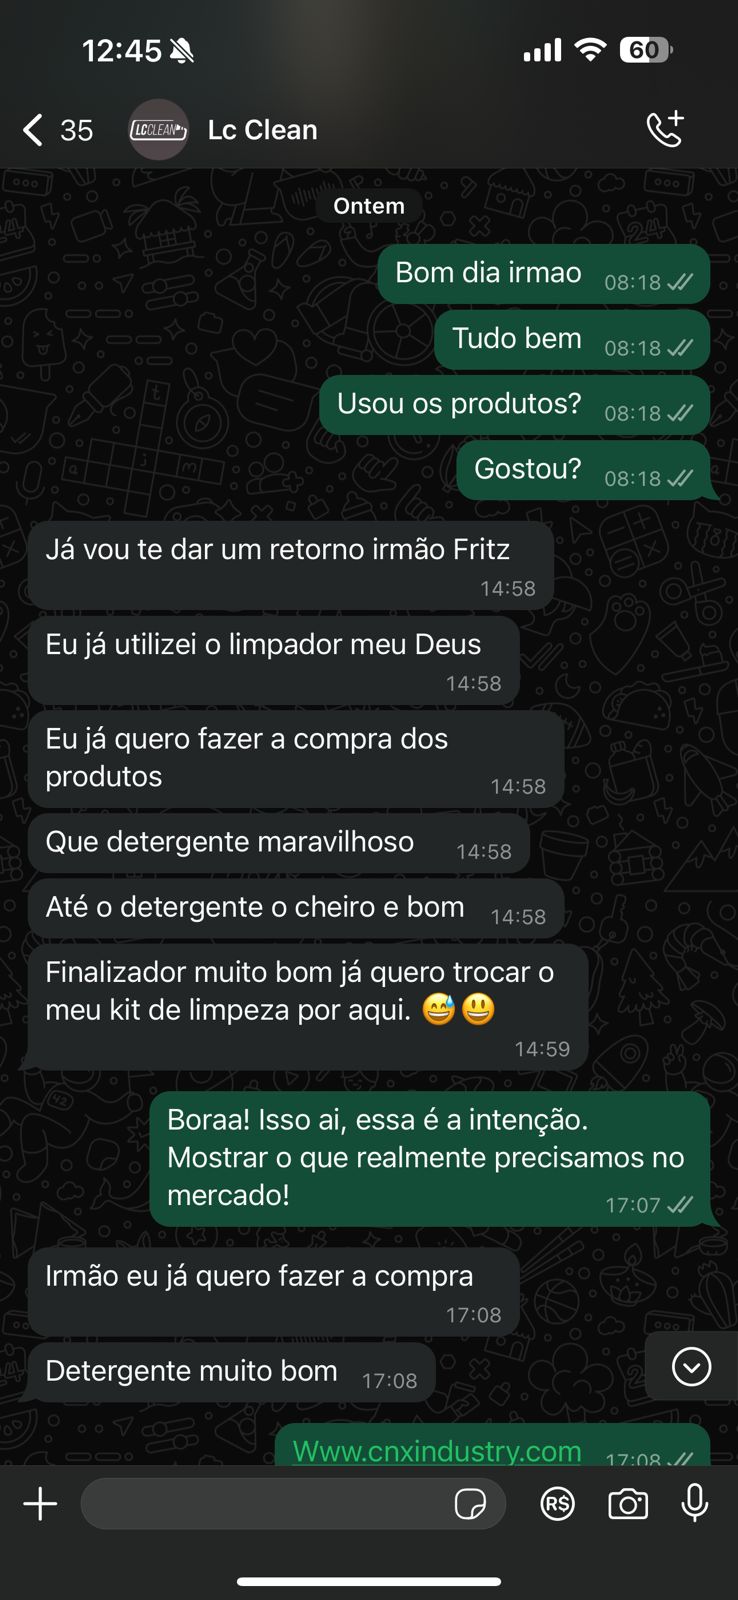 12:45
60
35
LCCLEAN
Lc Clean
Ontem
Bom dia irmao 08:18
Tudo bem 08:18
Usou os produtos? 08:18
Gostou? 08:18
Já vou te dar um retorno irmão Fritz
14:58
Eu já utilizei o limpador meu Deus
14:58
Eu já quero fazer a compra dos
produtos 14:58
Que detergente maravilhoso 14:58
Até o detergente o cheiro e bom 14:58
Finalizador muito bom já quero trocar o
meu kit de limpeza por aqui. 😅😃
14:59
Boraa! Isso ai, essa é a intenção.
Mostrar o que realmente precisamos no
mercado! 17:07
Irmão eu já quero fazer a compra
17:08
Detergente muito bom 17:08
Www.cnxindustry.com 17:08
R$